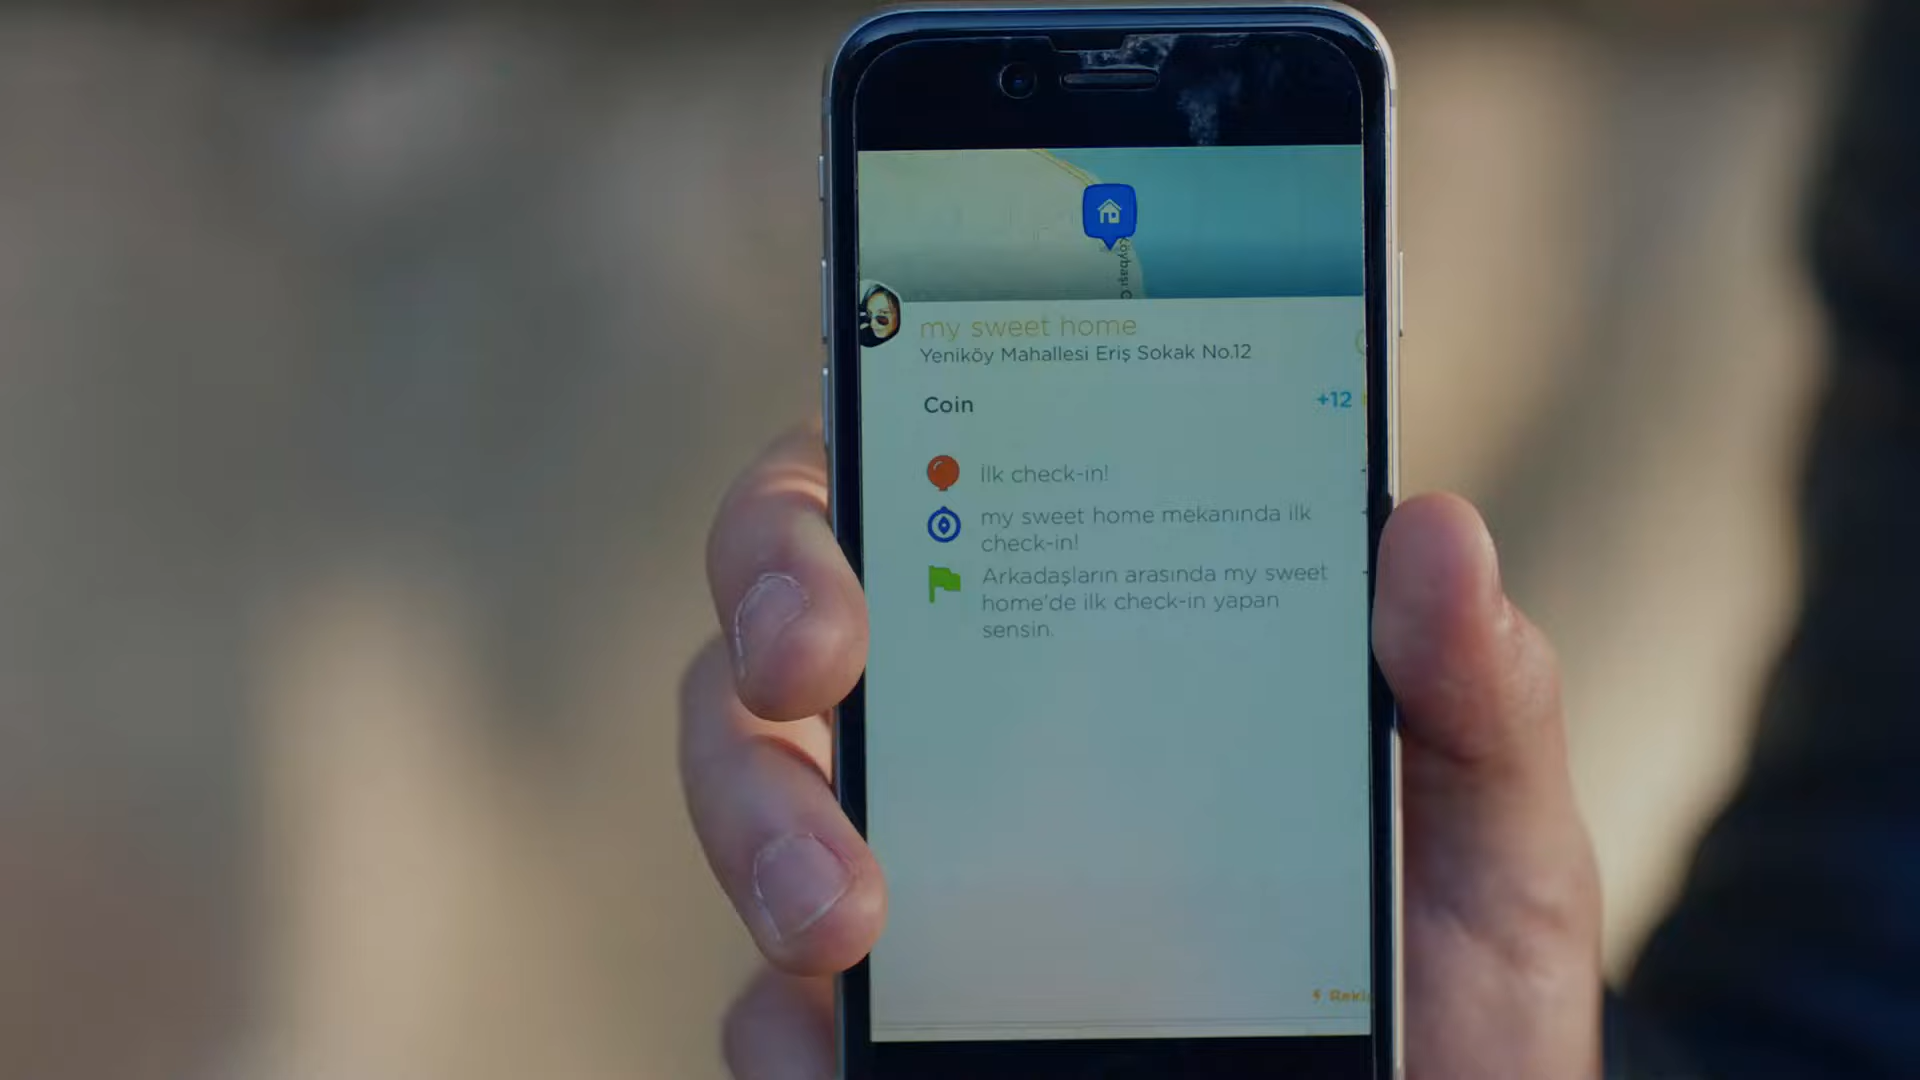 Köybaşı C
my sweet home
Yeniköy Mahallesi Eriş Sokak No.12
Coin +12
İlk check-in!
my sweet home mekanında ilk
check-in!
Arkadaşların arasında my sweet
home'de ilk check-in yapan
sensin.